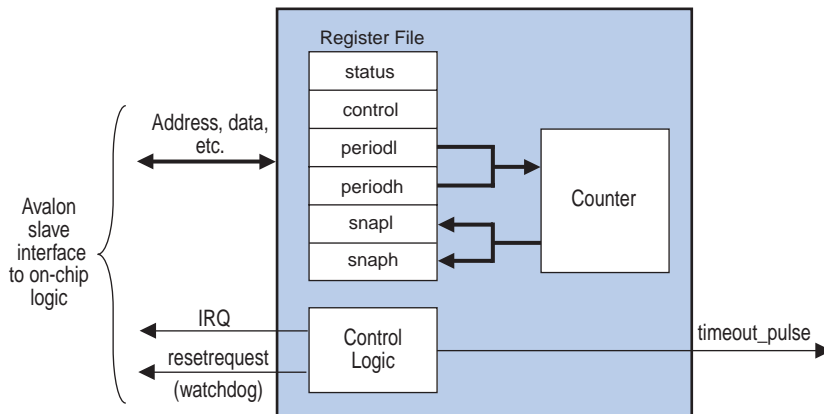 Register File
status
control
periodl
periodh
snapl
snaph
Counter
Address, data,
etc.
Avalon
slave
interface
to on-chip
logic
IRQ
resetrequest
(watchdog)
Control
Logic
timeout_pulse